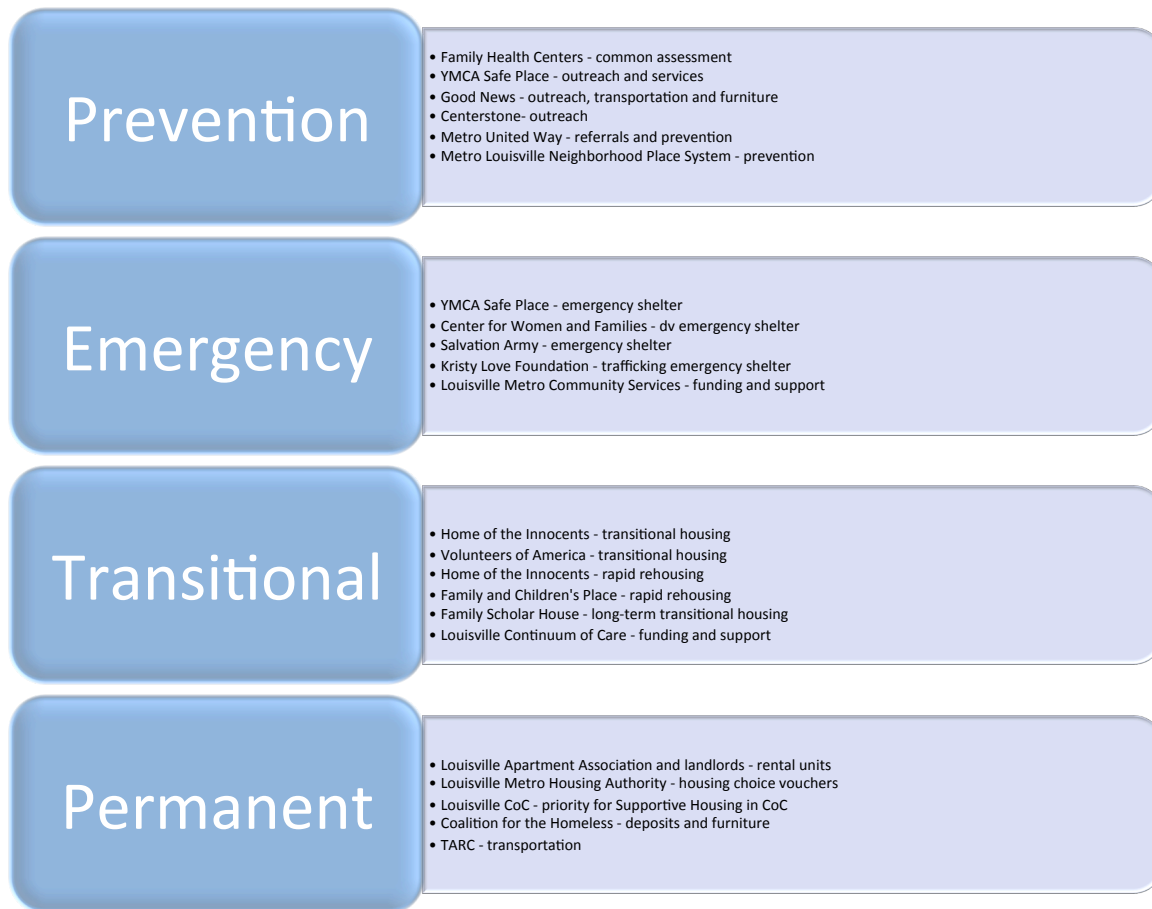 Prevention
• Family Health Centers - common assessment
• YMCA Safe Place - outreach and services
• Good News - outreach, transportation and furniture
• Centerstone- outreach
• Metro United Way - referrals and prevention
• Metro Louisville Neighborhood Place System - prevention
Emergency
• YMCA Safe Place - emergency shelter
• Center for Women and Families - dv emergency shelter
• Salvation Army - emergency shelter
• Kristy Love Foundation - trafficking emergency shelter
• Louisville Metro Community Services - funding and support
Transitional
• Home of the Innocents - transitional housing
• Volunteers of America - transitional housing
• Home of the Innocents - rapid rehousing
• Family and Children's Place - rapid rehousing
• Family Scholar House - long-term transitional housing
• Louisville Continuum of Care - funding and support
Permanent
• Louisville Apartment Association and landlords - rental units
• Louisville Metro Housing Authority - housing choice vouchers
• Louisville CoC - priority for Supportive Housing in CoC
• Coalition for the Homeless - deposits and furniture
• TARC - transportation